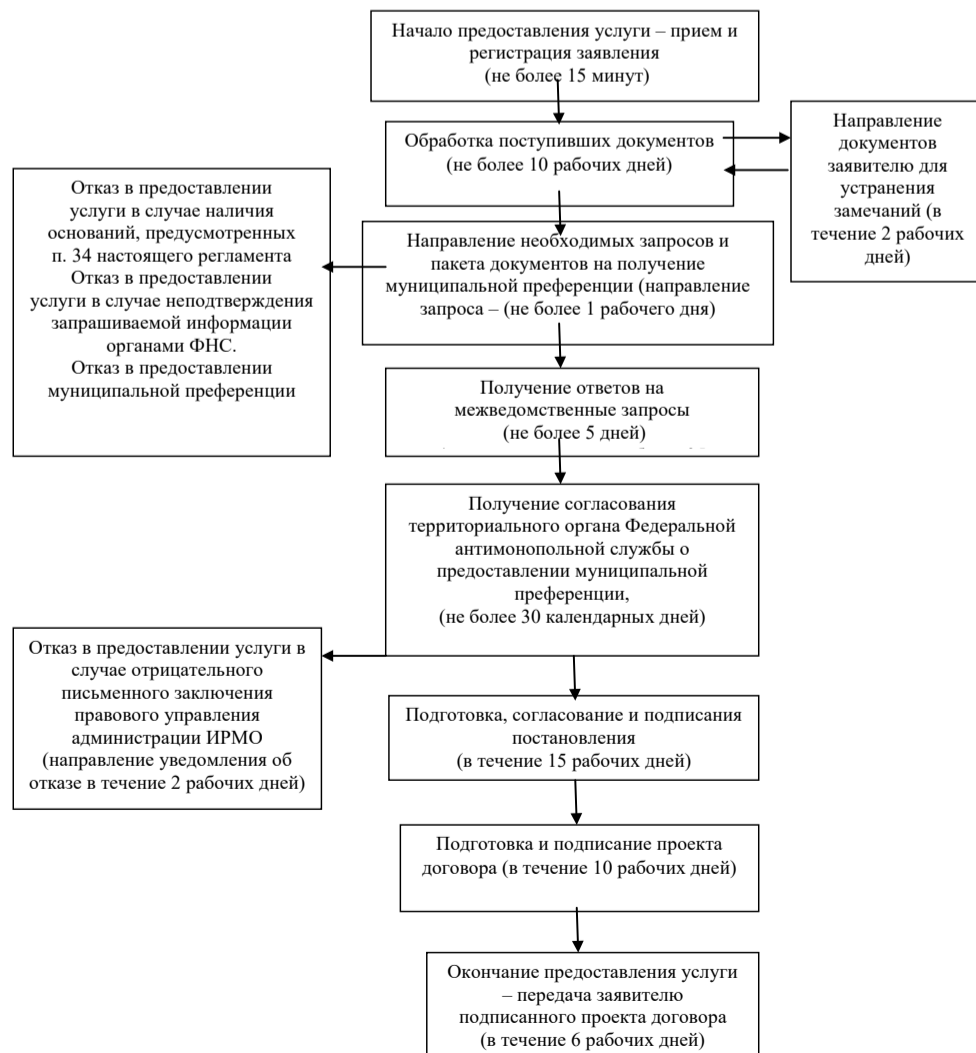 Начало предоставления услуги – прием и
регистрация заявления
(не более 15 минут)
Обработка поступивших документов
(не более 10 рабочих дней)
Направление
документов
заявителю для
устранения
замечаний (в
течение 2 рабочих
дней)
Отказ в предоставлении
услуги в случае наличия
оснований, предусмотренных
п. 34 настоящего регламента
Отказ в предоставлении
услуги в случае неподтверждения
запрашиваемой информации
органами ФНС.
Отказ в предоставлении
муниципальной преференции
Направление необходимых запросов и
пакета документов на получение
муниципальной преференции (направление
запроса – (не более 1 рабочего дня)
Получение ответов на
межведомственные запросы
(не более 5 дней)
Получение согласования
территориального органа Федеральной
антимонопольной службы о
предоставлении муниципальной
преференции,
(не более 30 календарных дней)
Отказ в предоставлении услуги в
случае отрицательного
письменного заключения
правового управления
администрации ИРМО
(направление уведомления об
отказе в течение 2 рабочих дней)
Подготовка, согласование и подписания
постановления
(в течение 15 рабочих дней)
Подготовка и подписание проекта
договора (в течение 10 рабочих дней)
Окончание предоставления услуги
– передача заявителю
подписанного проекта договора
(в течение 6 рабочих дней)